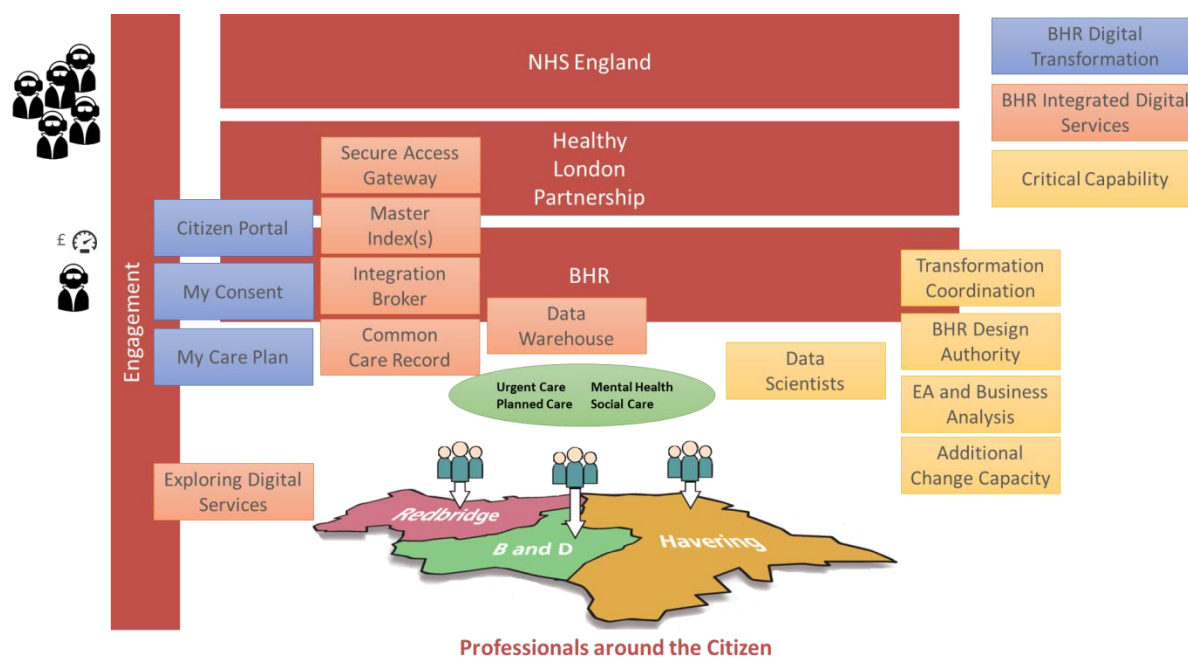 NHS England
BHR Digital
Transformation
BHR Integrated Digital
Services
Critical Capability
Healthy
London
Partnership
Secure Access
Gateway
Master
Index(s)
Integration
Broker
Common
Care Record
Citizen Portal
My Consent
My Care Plan
£
Engagement
BHR
Data
Warehouse
Transformation
Coordination
BHR Design
Authority
EA and Business
Analysis
Additional
Change Capacity
Data
Scientists
Urgent Care Mental Health
Planned Care Social Care
Exploring Digital
Services
Redbridge
B and D
Havering
Professionals around the Citizen